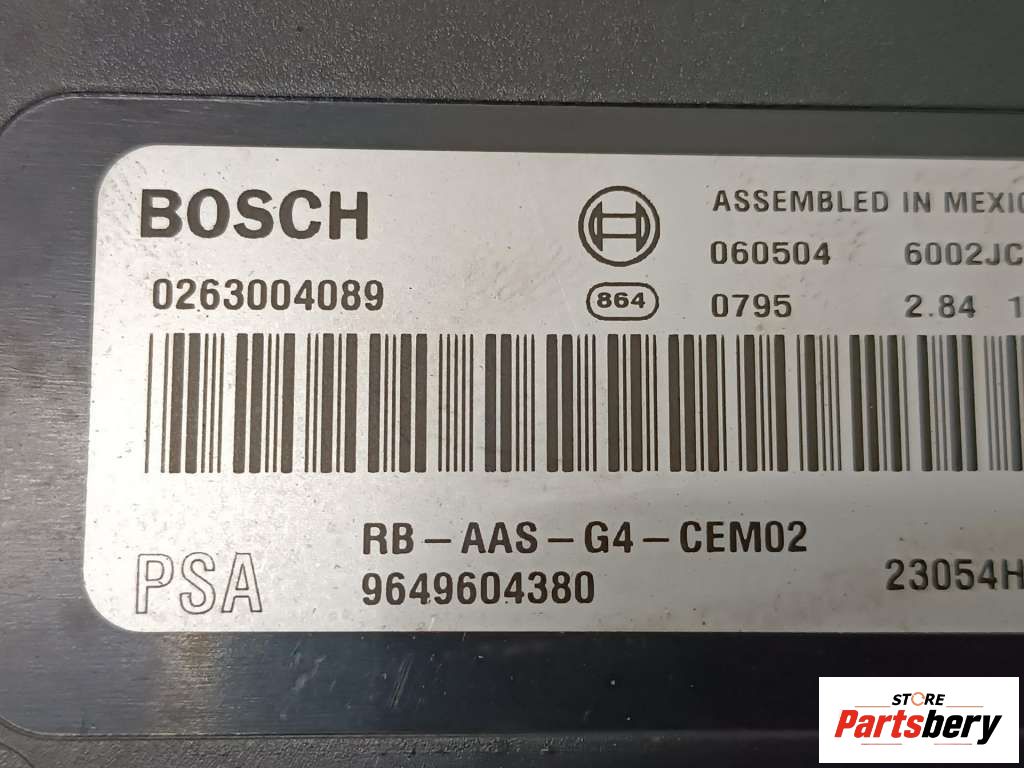 BOSCH
ASSEMBLED IN MEXIC
060504 6002JC
0263004089
864
0795 2.84 1
RB-AAS-G4-CEM02
PSA
9649604380
23054H
STORE
Partsbery